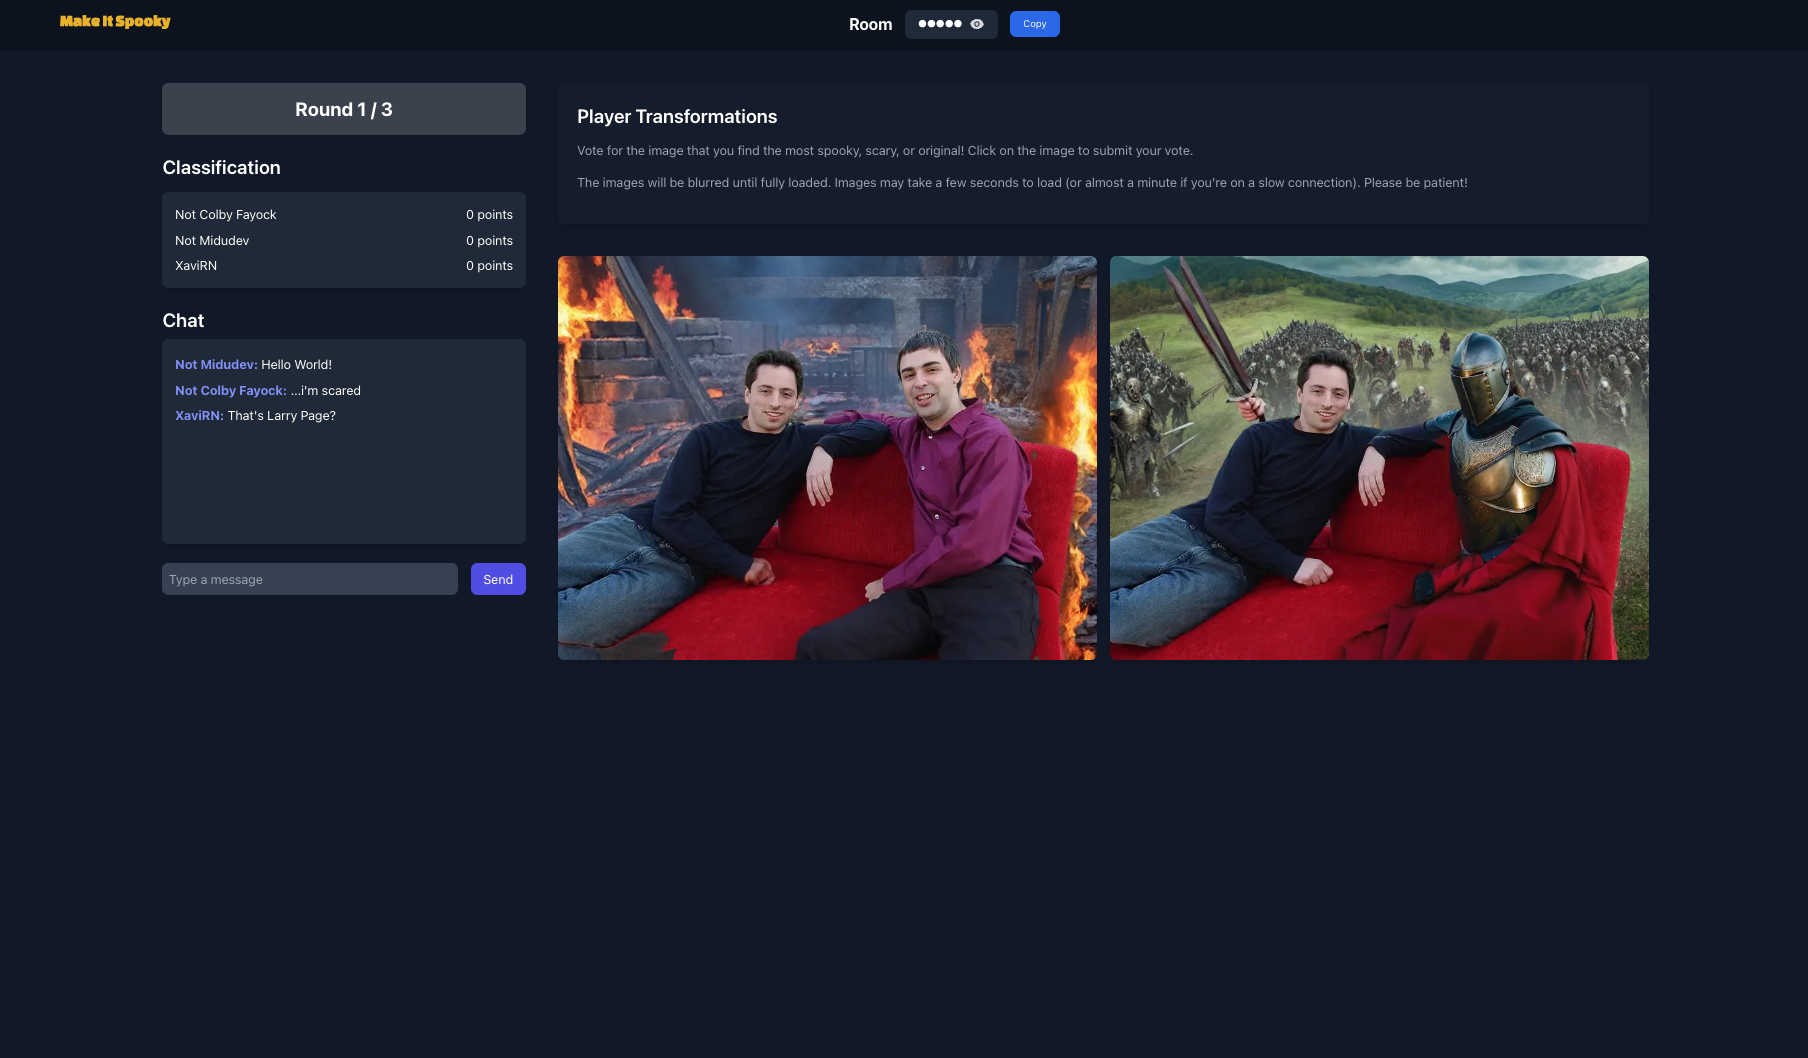 Make It Spooky
Room ●●●●● Copy
Round 1 / 3
Classification
Not Colby Fayock 0 points
Not Midudev 0 points
XaviRN 0 points
Chat
Not Midudev: Hello World!
Not Colby Fayock: ...i'm scared
XaviRN: That's Larry Page?
Type a message Send
Player Transformations
Vote for the image that you find the most spooky, scary, or original! Click on the image to submit your vote.
The images will be blurred until fully loaded. Images may take a few seconds to load (or almost a minute if you're on a slow connection). Please be patient!